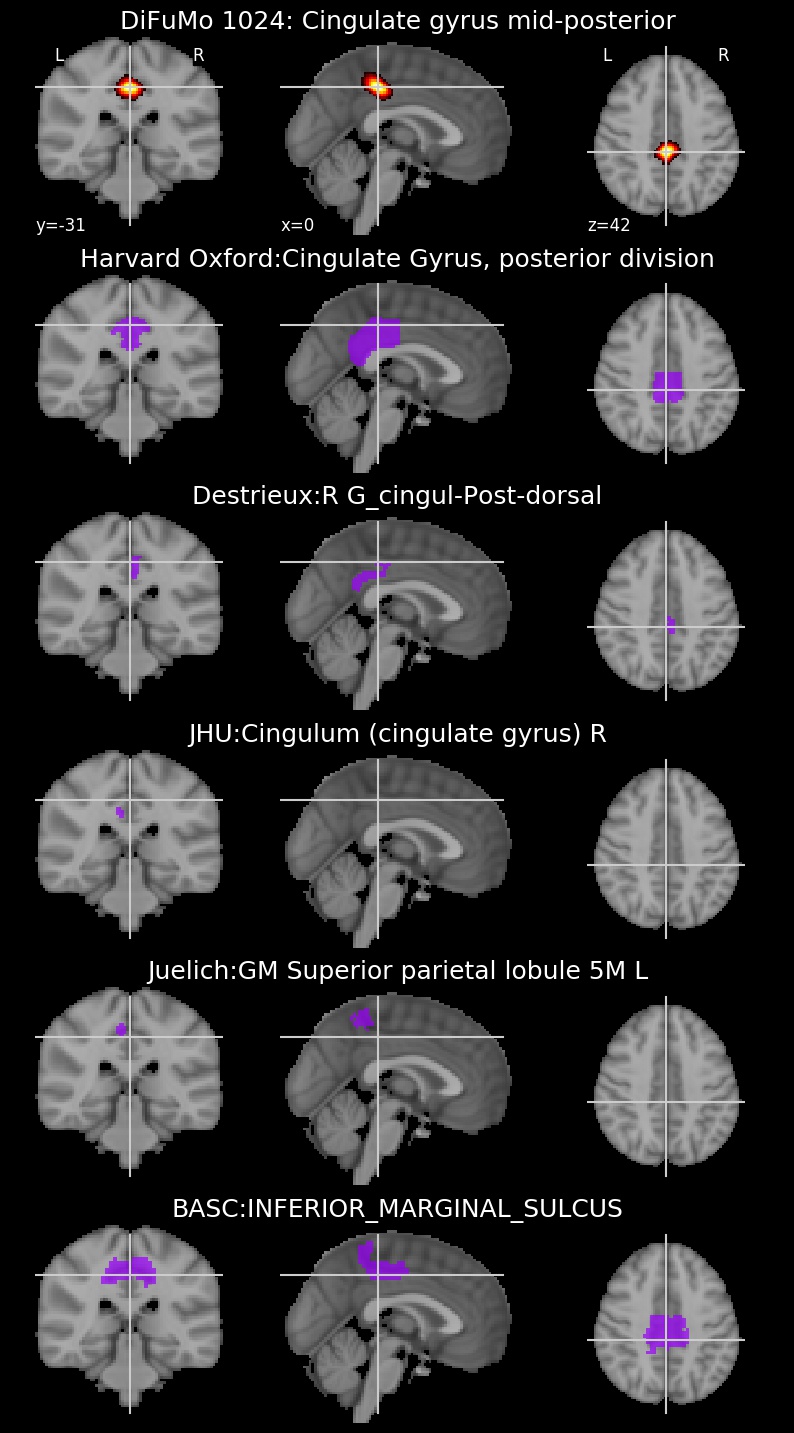 DiFuMo 1024: Cingulate gyrus mid-posterior
L R L R
y=-31 x=0 z=42
Harvard Oxford:Cingulate Gyrus, posterior division
Destrieux:R G_cingul-Post-dorsal
JHU:Cingulum (cingulate gyrus) R
Juelich:GM Superior parietal lobule 5M L
BASC:INFERIOR_MARGINAL_SULCUS